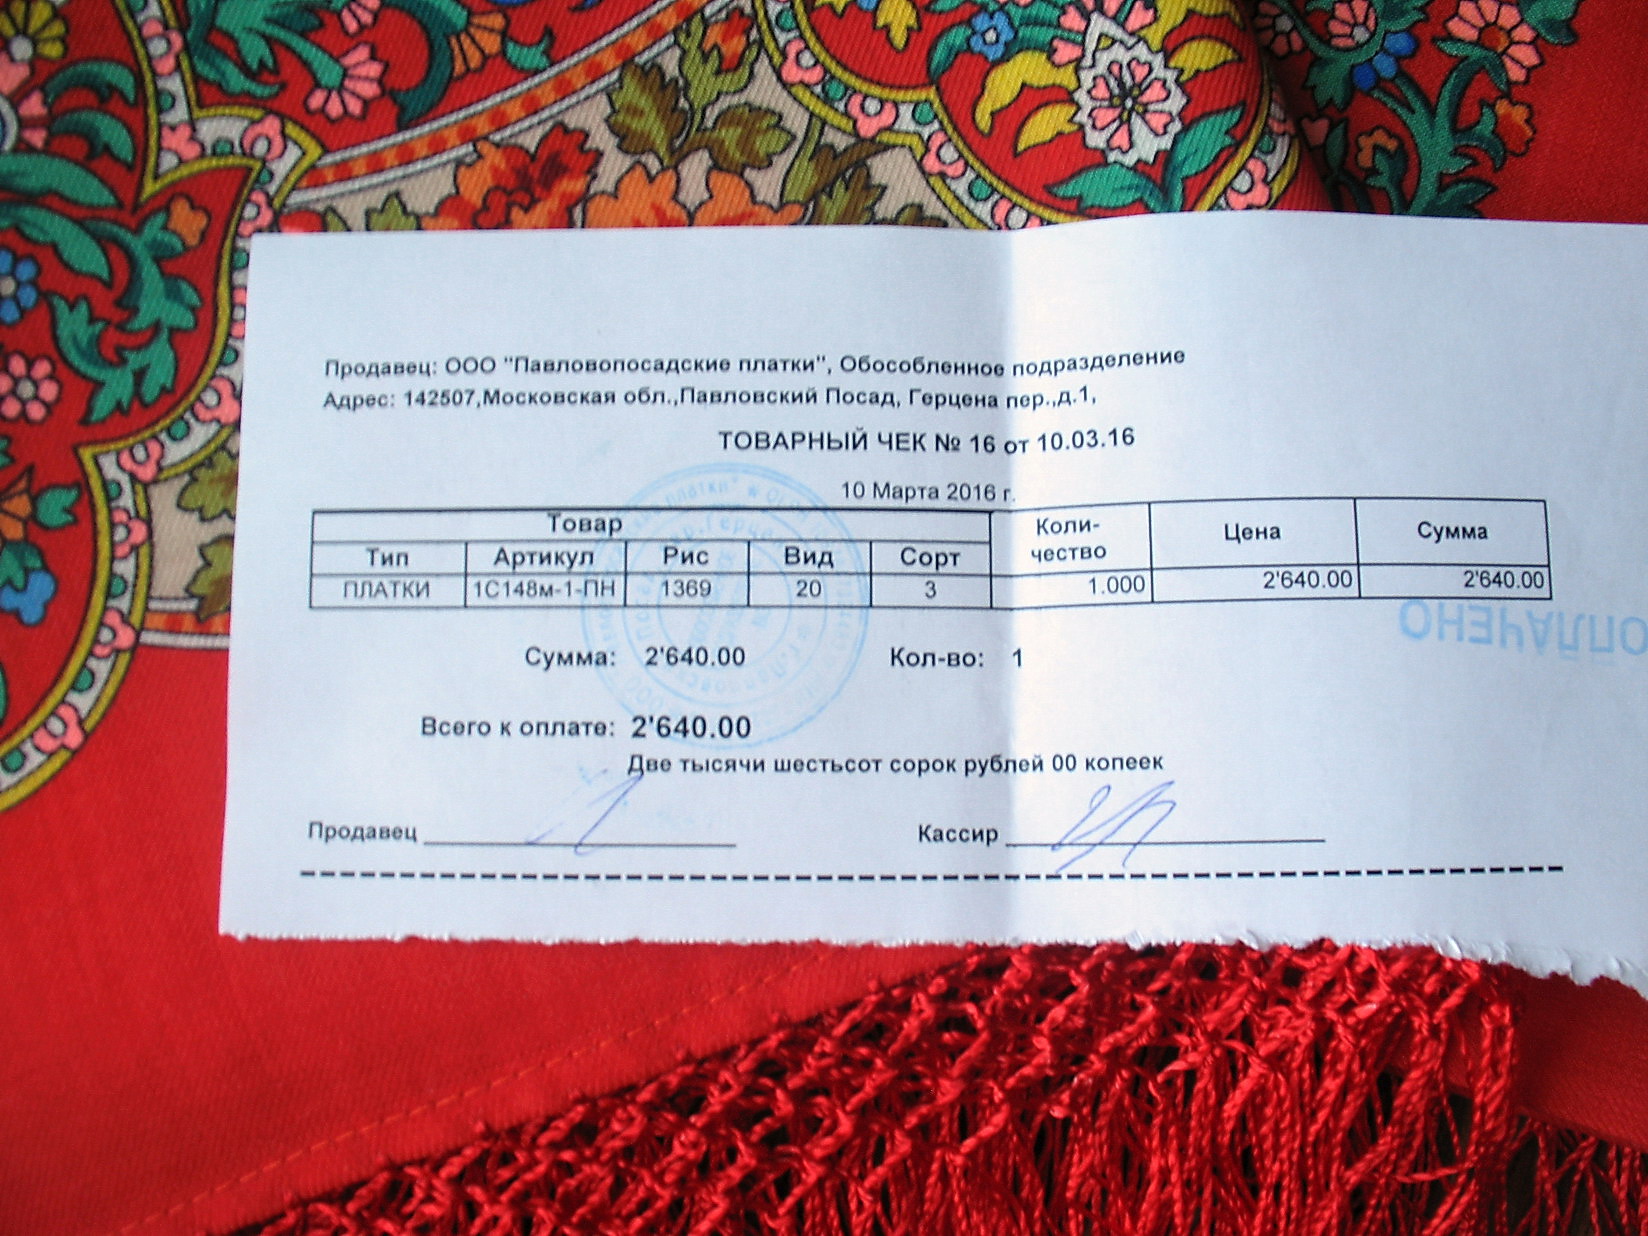 Продавец: ООО "Павловопосадские платки", Обособленное подразделение
Адрес: 142507,Московская обл.,Павловский Посад, Герцена пер.,д.1,
ТОВАРНЫЙ ЧЕК № 16 от 10.03.16
10 Марта 2016 г.
Товар Коли-чество Цена Сумма
Тип Артикул Рис Вид Сорт
ПЛАТКИ 1С148м-1-ПН 1369 20 3 1.000 2'640.00 2'640.00
ОПЛАЧЕНО
Сумма: 2'640.00 Кол-во: 1
Всего к оплате: 2'640.00
Две тысячи шестьсот сорок рублей 00 копеек
Продавец Кассир